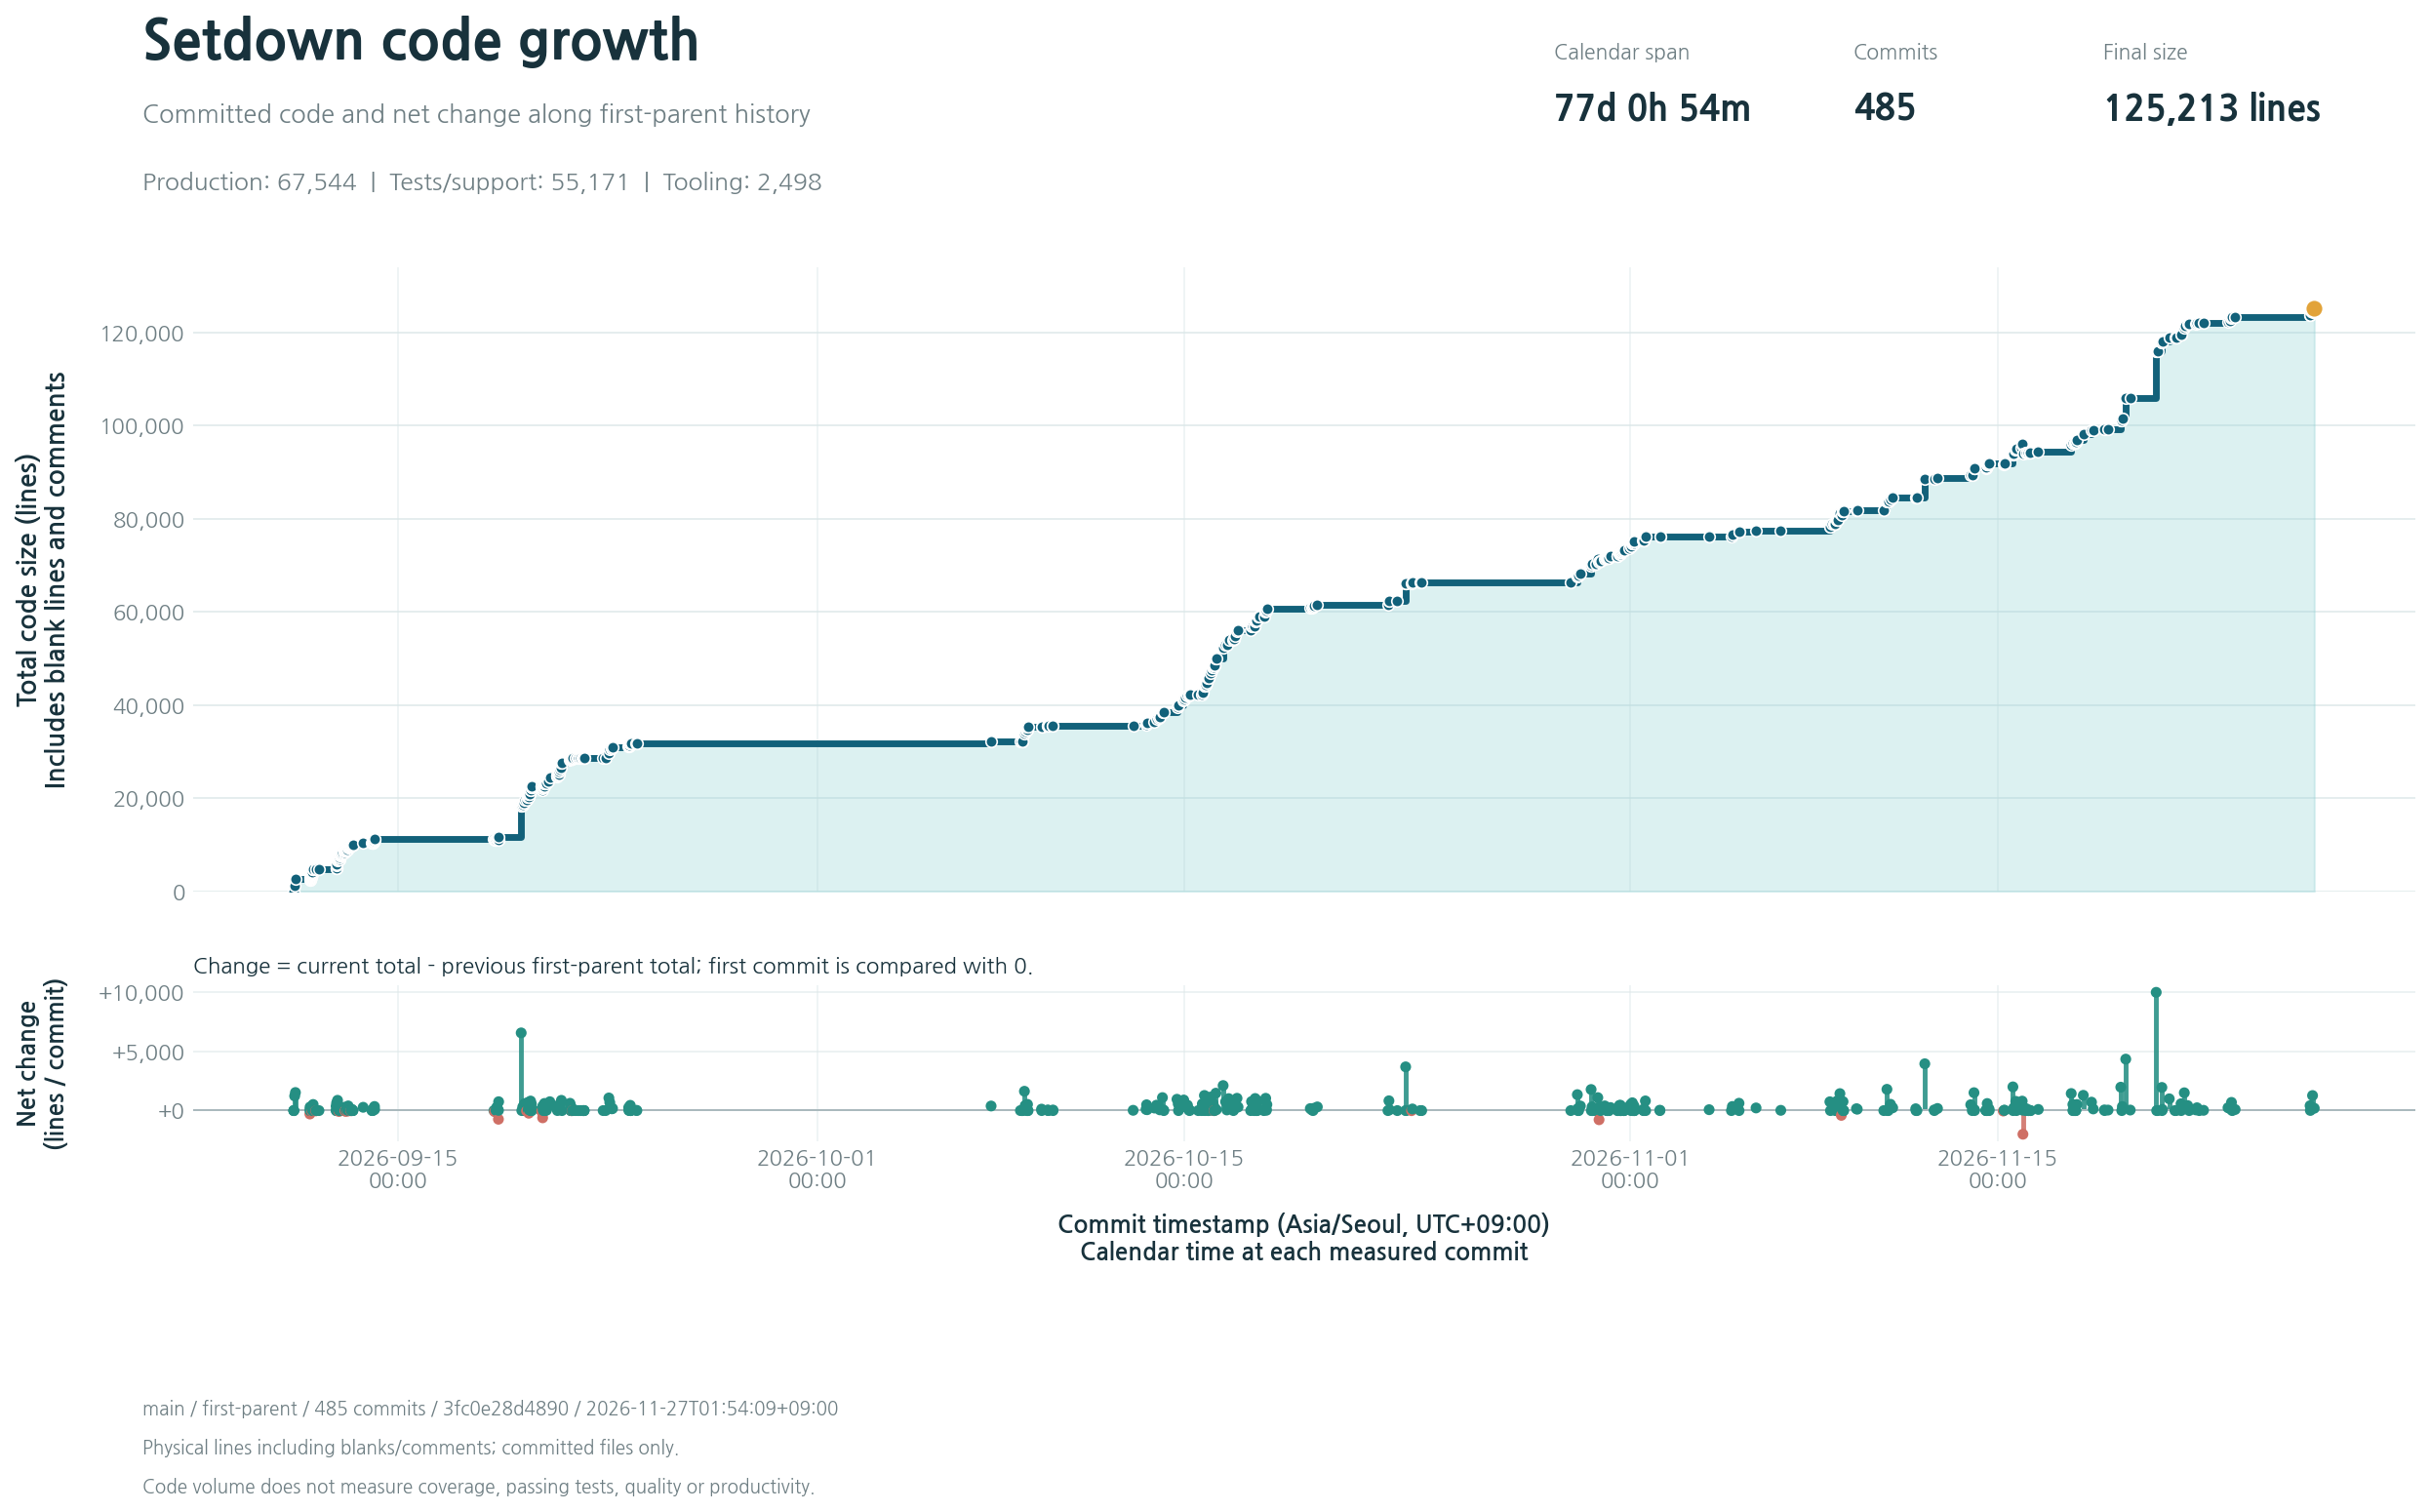 Setdown code growth
Committed code and net change along first-parent history
Production: 67,544 | Tests/support: 55,171 | Tooling: 2,498
Calendar span
77d 0h 54m
Commits
485
Final size
125,213 lines
Total code size (lines)
Includes blank lines and comments
120,000
100,000
80,000
60,000
40,000
20,000
0
Change = current total - previous first-parent total; first commit is compared with 0.
Net change
(lines / commit)
+10,000
+5,000
+0
2026-09-15
00:00
2026-10-01
00:00
2026-10-15
00:00
2026-11-01
00:00
2026-11-15
00:00
Commit timestamp (Asia/Seoul, UTC+09:00)
Calendar time at each measured commit
main / first-parent / 485 commits / 3fc0e28d4890 / 2026-11-27T01:54:09+09:00
Physical lines including blanks/comments; committed files only.
Code volume does not measure coverage, passing tests, quality or productivity.